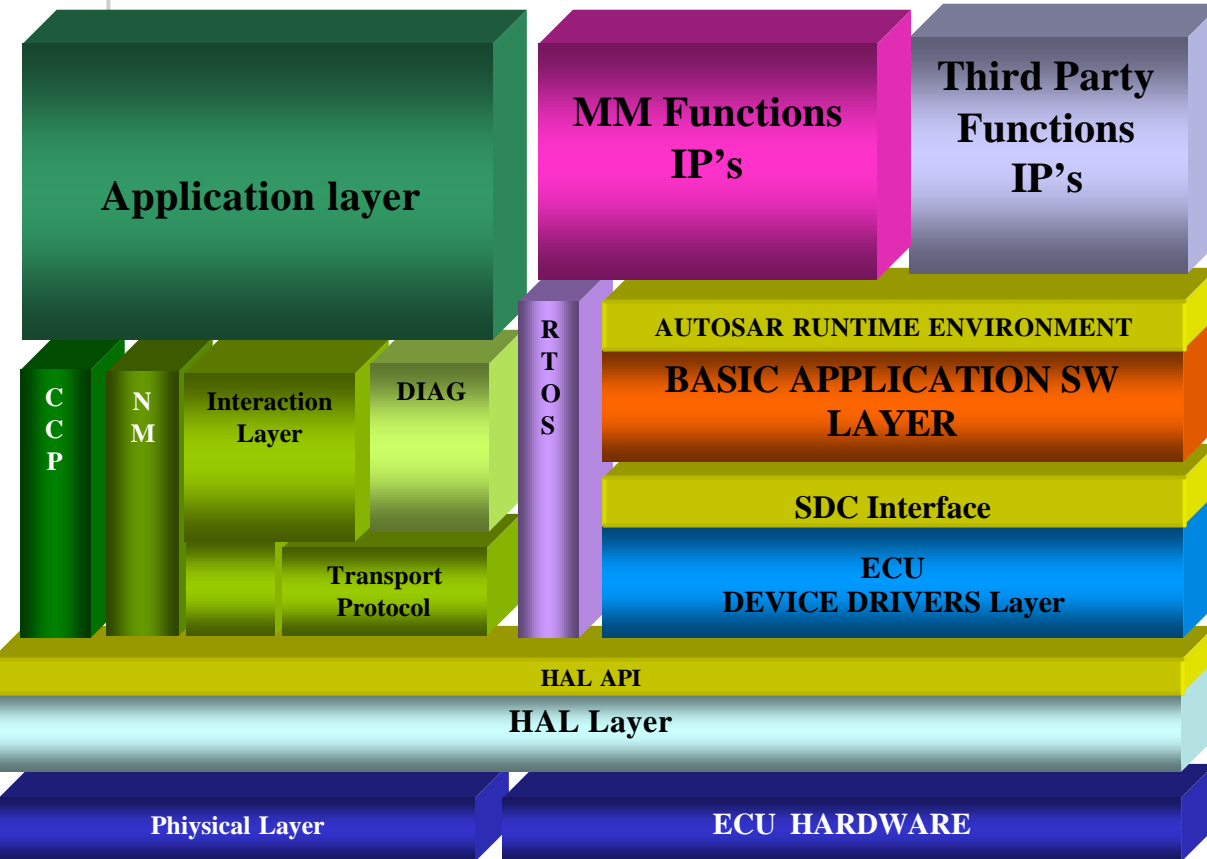 Application layer
MM Functions
IP's
Third Party
Functions
IP's
C
C
P
N
M
Interaction
Layer
DIAG
Transport
Protocol
R
T
O
S
AUTOSAR RUNTIME ENVIRONMENT
BASIC APPLICATION SW
LAYER
SDC Interface
ECU
DEVICE DRIVERS Layer
HAL API
HAL Layer
Phiysical Layer
ECU HARDWARE